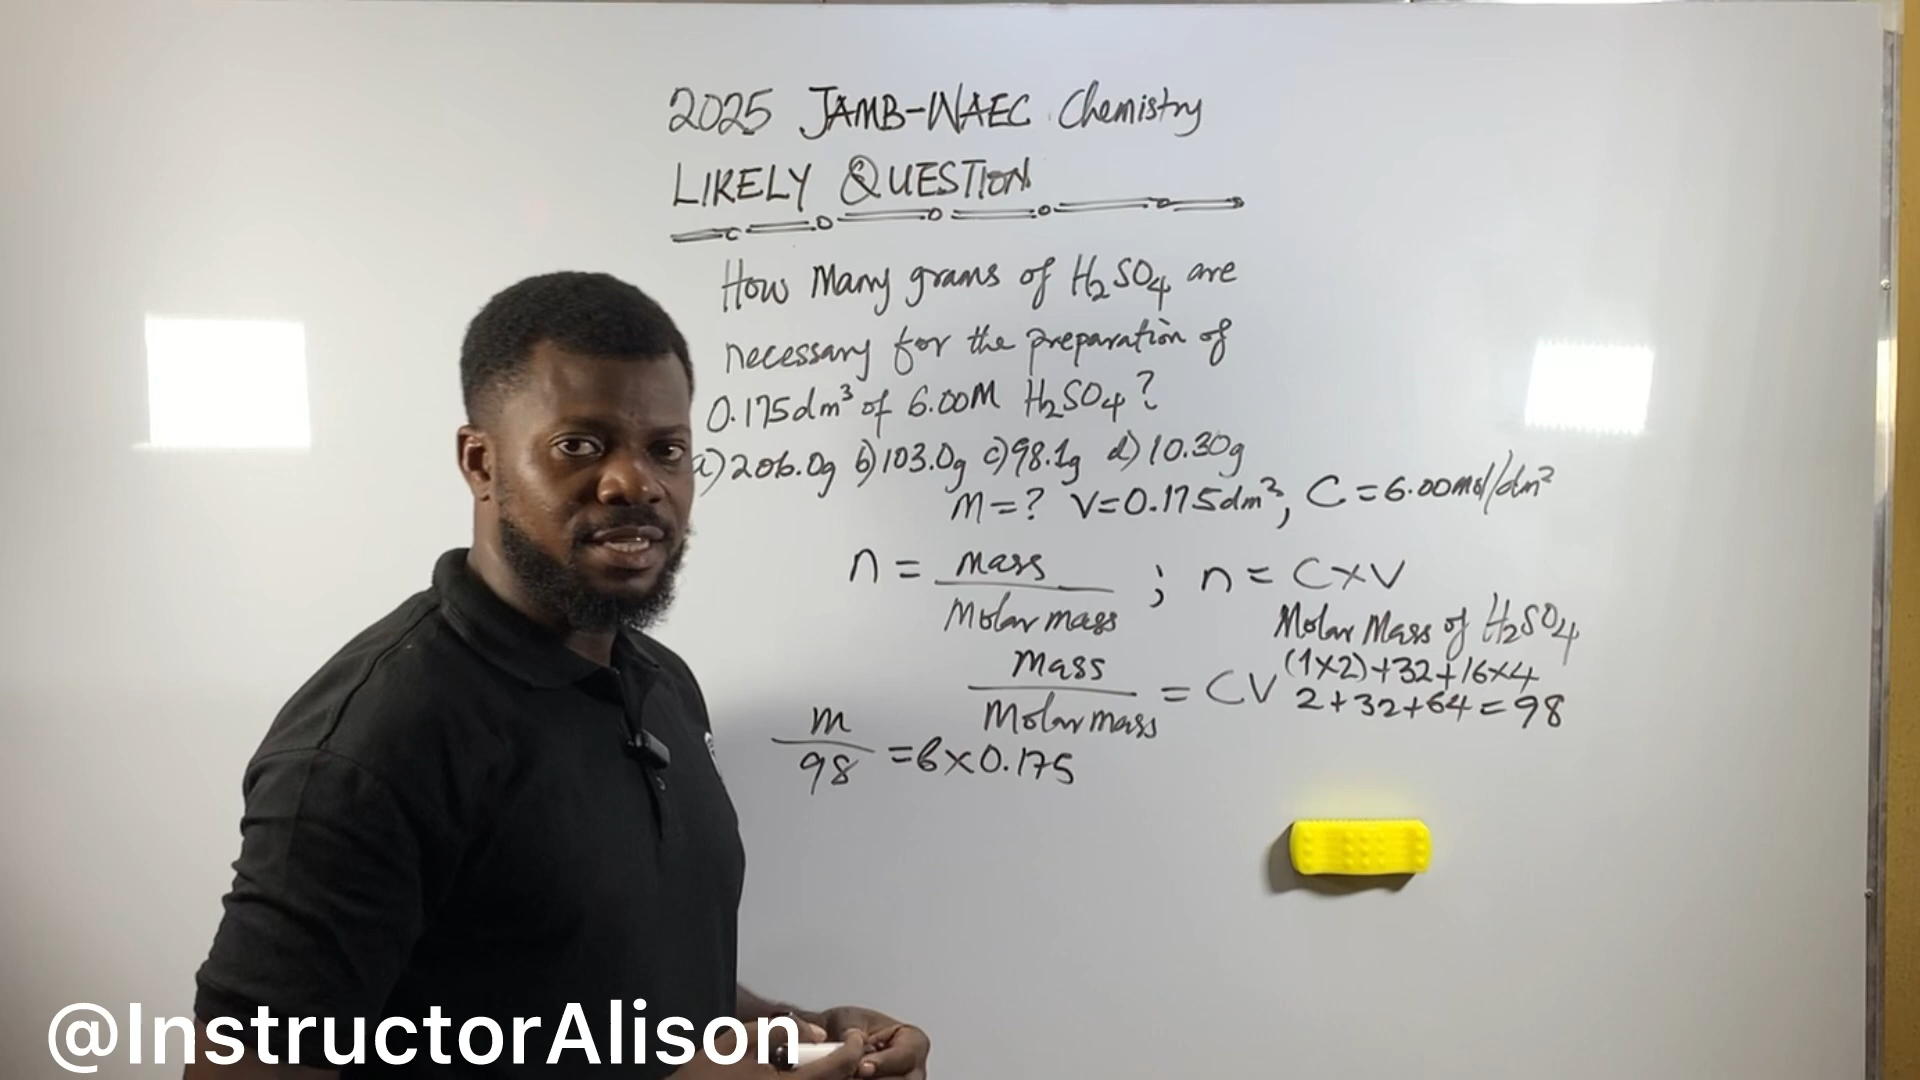 2025 JAMB-WAEC Chemistry
LIKELY QUESTION
How Many grams of H₂SO₄ are
necessary for the preparation of
0.175dm³ of 6.00M H₂SO₄?
a) 206.0g b) 103.0g c) 98.1g d) 10.30g
M=? V=0.175dm³, C=6.00mol/dm²
n = mass / Molar mass ; n = C×V
Molar Mass of H₂SO₄
(1×2)+32+16×4
2+32+64=98
Mass / Molar mass = CV
m / 98 = 6×0.175
@InstructorAlison